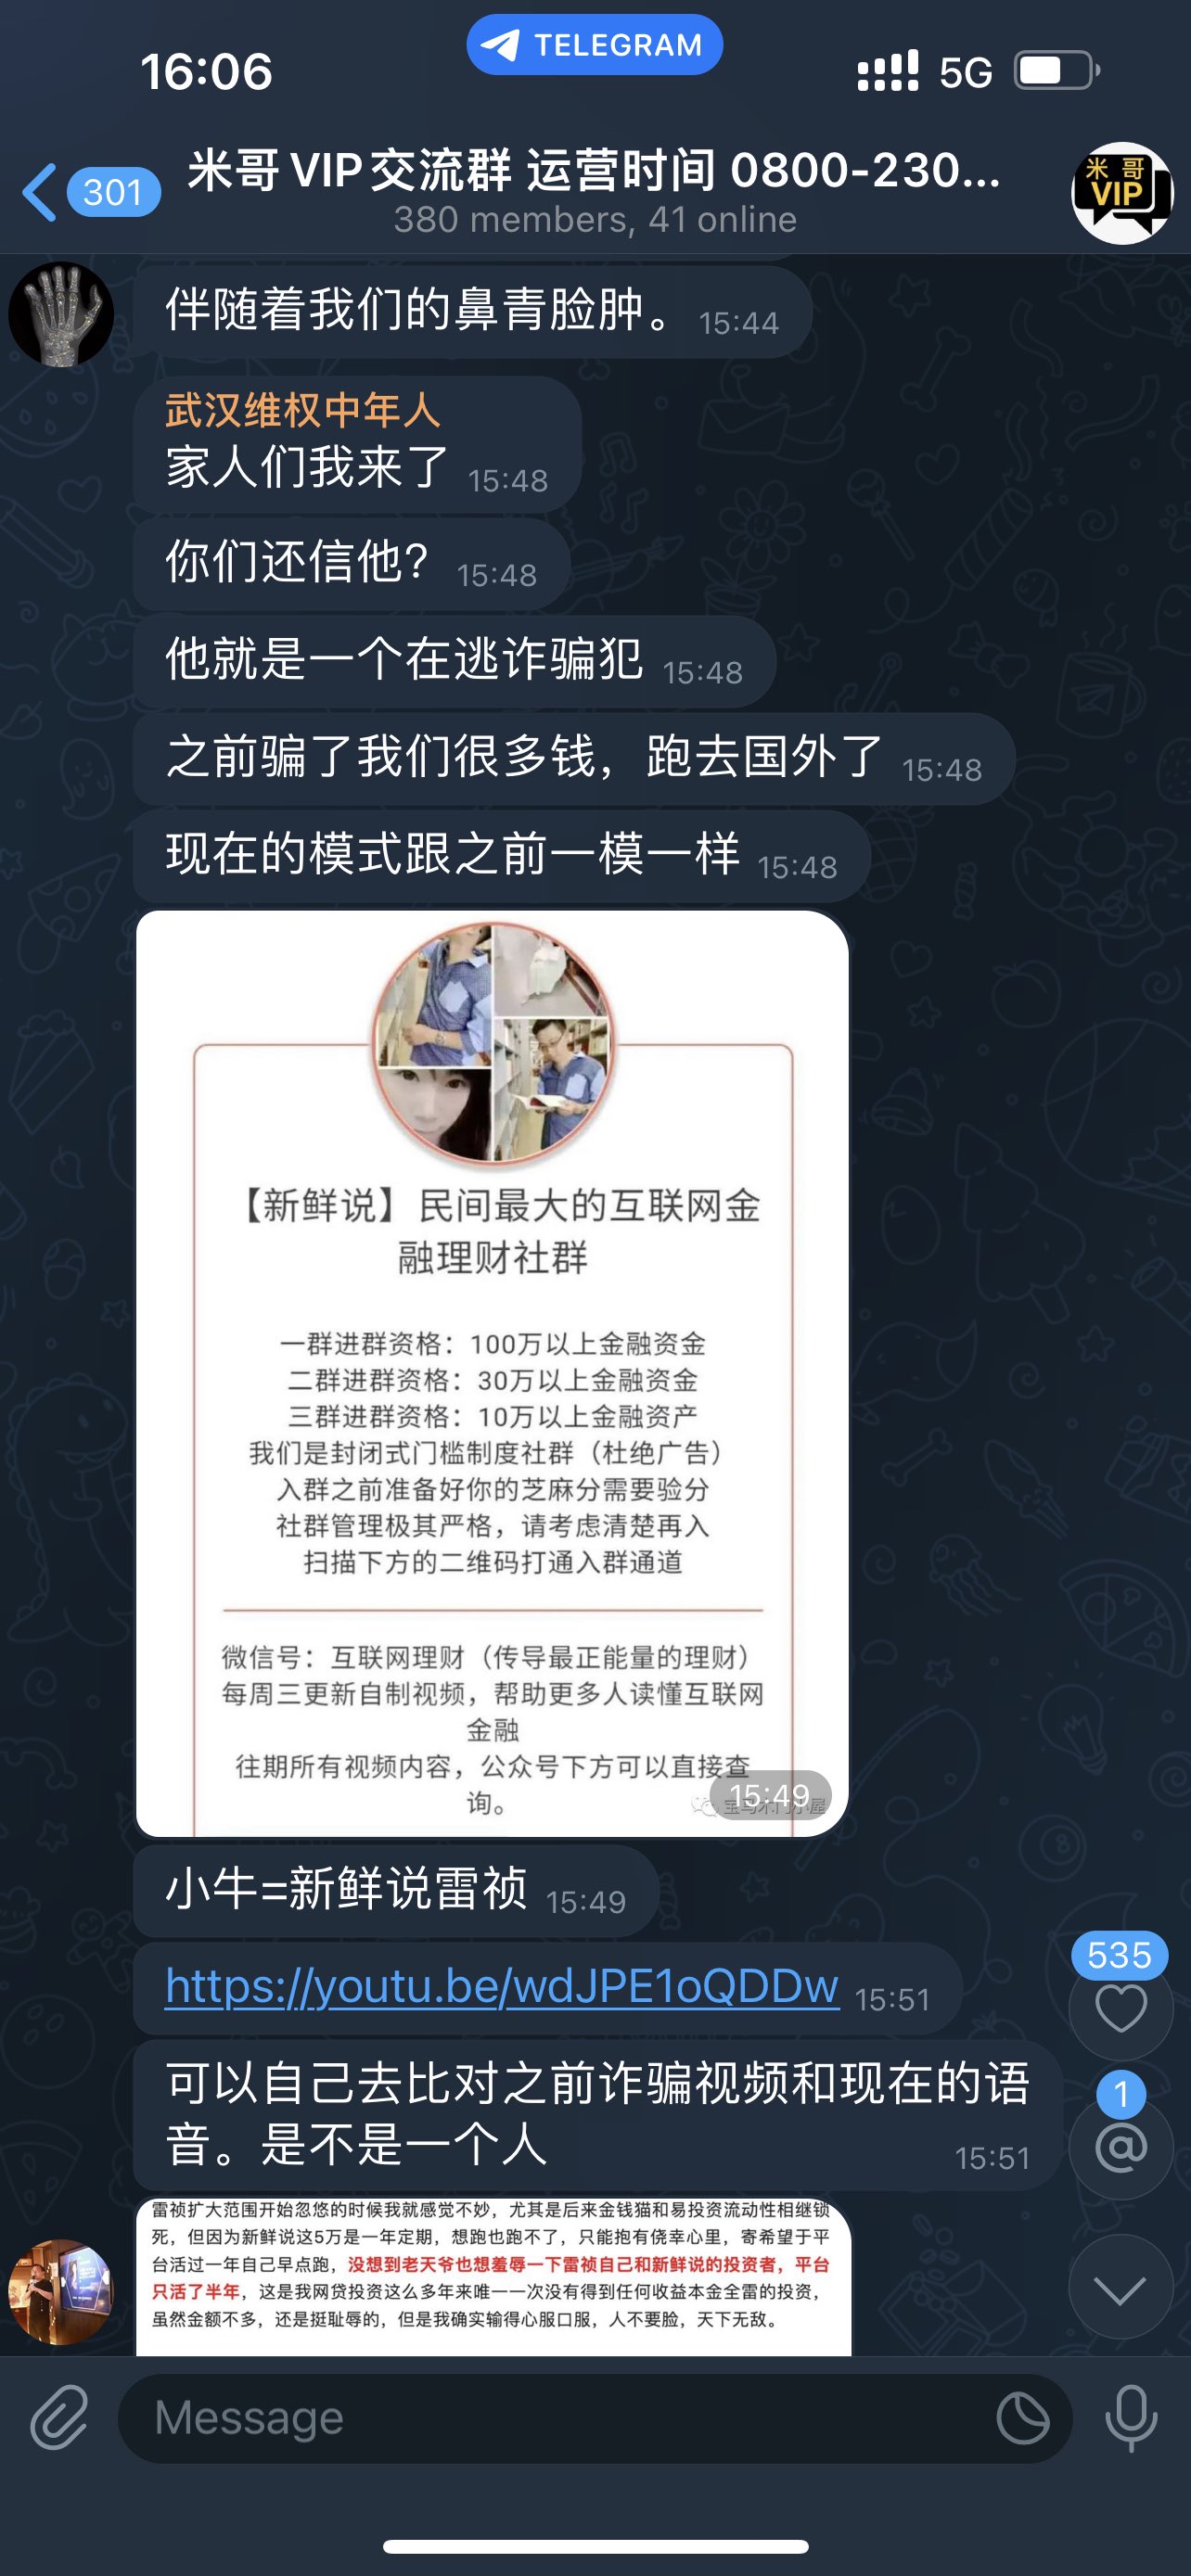 16:06
TELEGRAM
5G
301
米哥VIP交流群 运营时间 0800-230...
380 members, 41 online
米哥
VIP
伴随着我们的鼻青脸肿。 15:44
武汉维权中年人
家人们我来了 15:48
你们还信他? 15:48
他就是一个在逃诈骗犯 15:48
之前骗了我们很多钱，跑去国外了 15:48
现在的模式跟之前一模一样 15:48
【新鲜说】民间最大的互联网金
融理财社群
一群进群资格：100万以上金融资金
二群进群资格：30万以上金融资金
三群进群资格：10万以上金融资产
我们是封闭式门槛制度社群（杜绝广告）
入群之前准备好你的芝麻分需要验分
社群管理极其严格，请考虑清楚再入
扫描下方的二维码打通入群通道
微信号：互联网理财（传导最正能量的理财）
每周三更新自制视频，帮助更多人读懂互联网
金融
往期所有视频内容，公众号下方可以直接查
询。
15:49
小牛=新鲜说雷祯 15:49
https://youtu.be/wdJPE1oQDDw 15:51
535
可以自己去比对之前诈骗视频和现在的语
音。是不是一个人 15:51
1
雷祯扩大范围开始忽悠的时候我就感觉不妙，尤其是后来金钱猫和易投资流动性相继锁
死，但因为新鲜说这5万是一年定期，想跑也跑不了，只能抱有侥幸心里，寄希望于平
台活过一年自己早点跑，没想到老天爷也想羞辱一下雷祯自己和新鲜说的投资者，平台
只活了半年，这是我网贷投资这么多年来唯一一次没有得到任何收益本金全雷的投资，
虽然金额不多，还是挺耻辱的，但是我确实输得心服口服，人不要脸，天下无敌。
Message